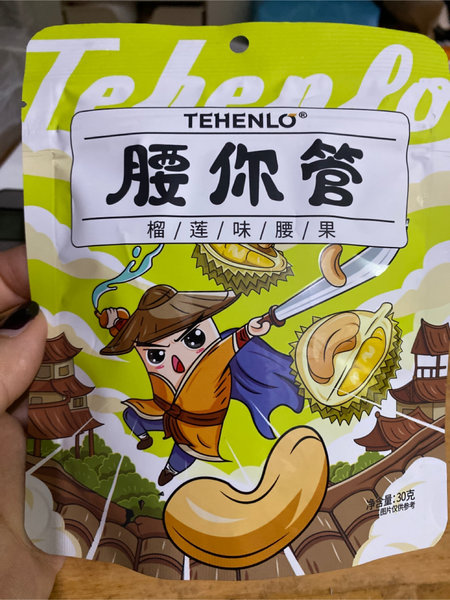 Tehenlo
TEHENLO®
腰你管
榴/莲/味/腰/果
净含量:30克
图片仅供参考